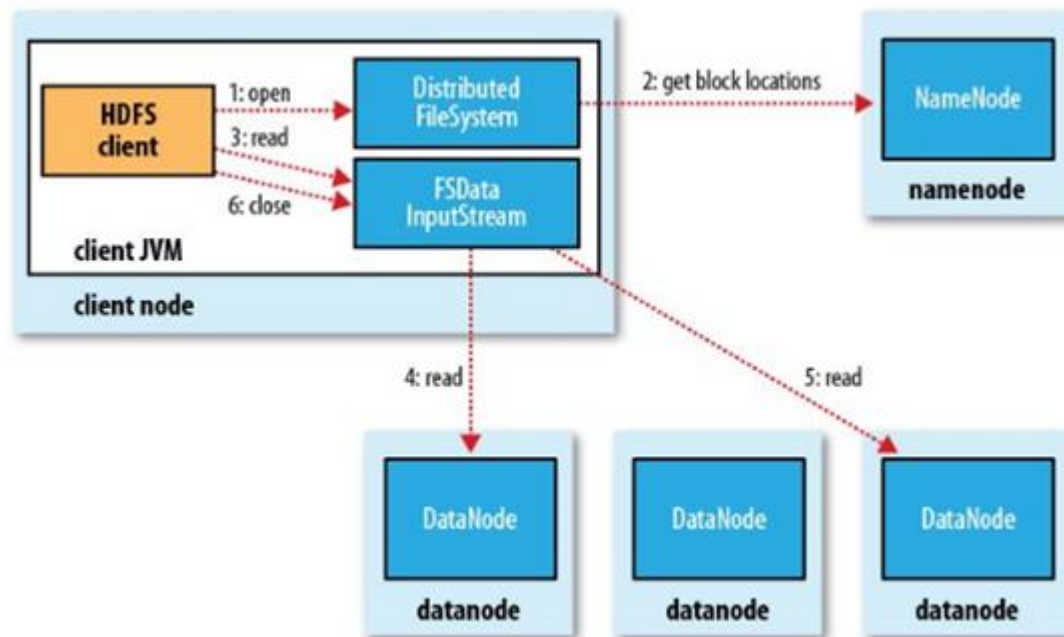 1: open
Distributed
FileSystem
2: get block locations
NameNode
HDFS
client
3: read
FSData
InputStream
6: close
namenode
client JVM
client node
4: read
5: read
DataNode
DataNode
DataNode
datanode
datanode
datanode